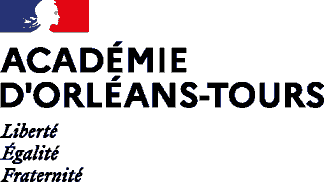 ACADÉMIE
D'ORLÉANS-TOURS
Liberté
Égalité
Fraternité